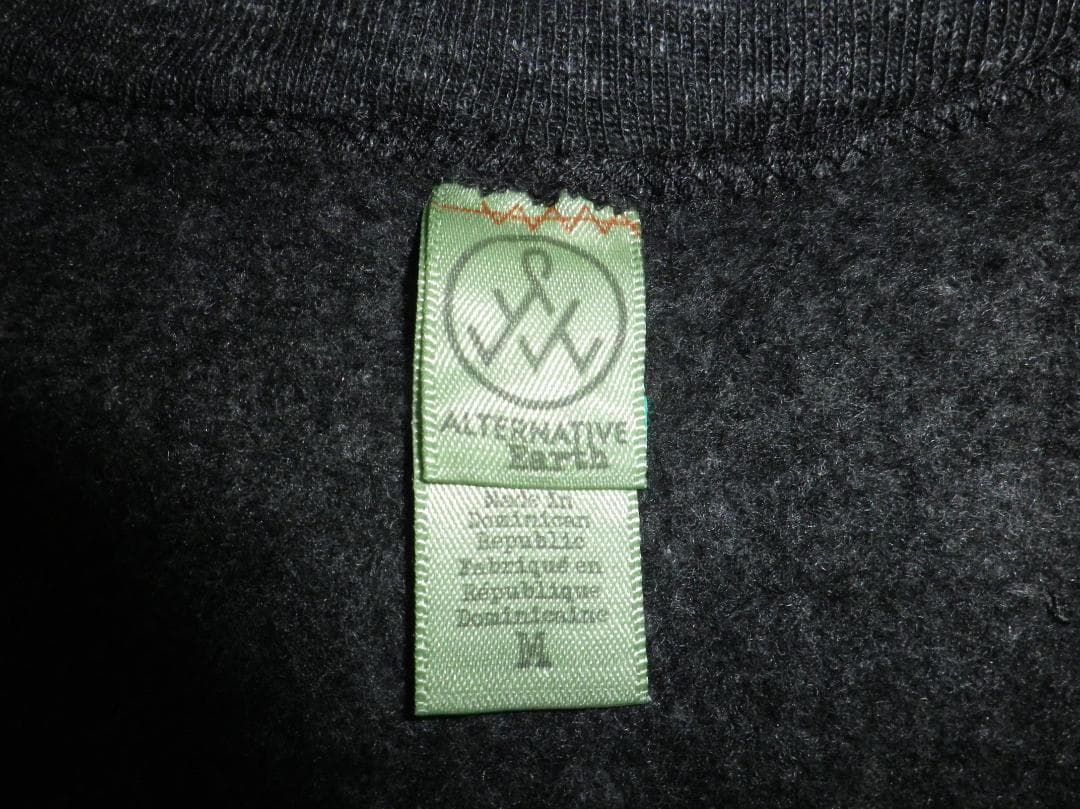 ALTERNATIVE
Earth
Made in
Dominican
Republic
Fabriqué en
République
Dominicaine
M